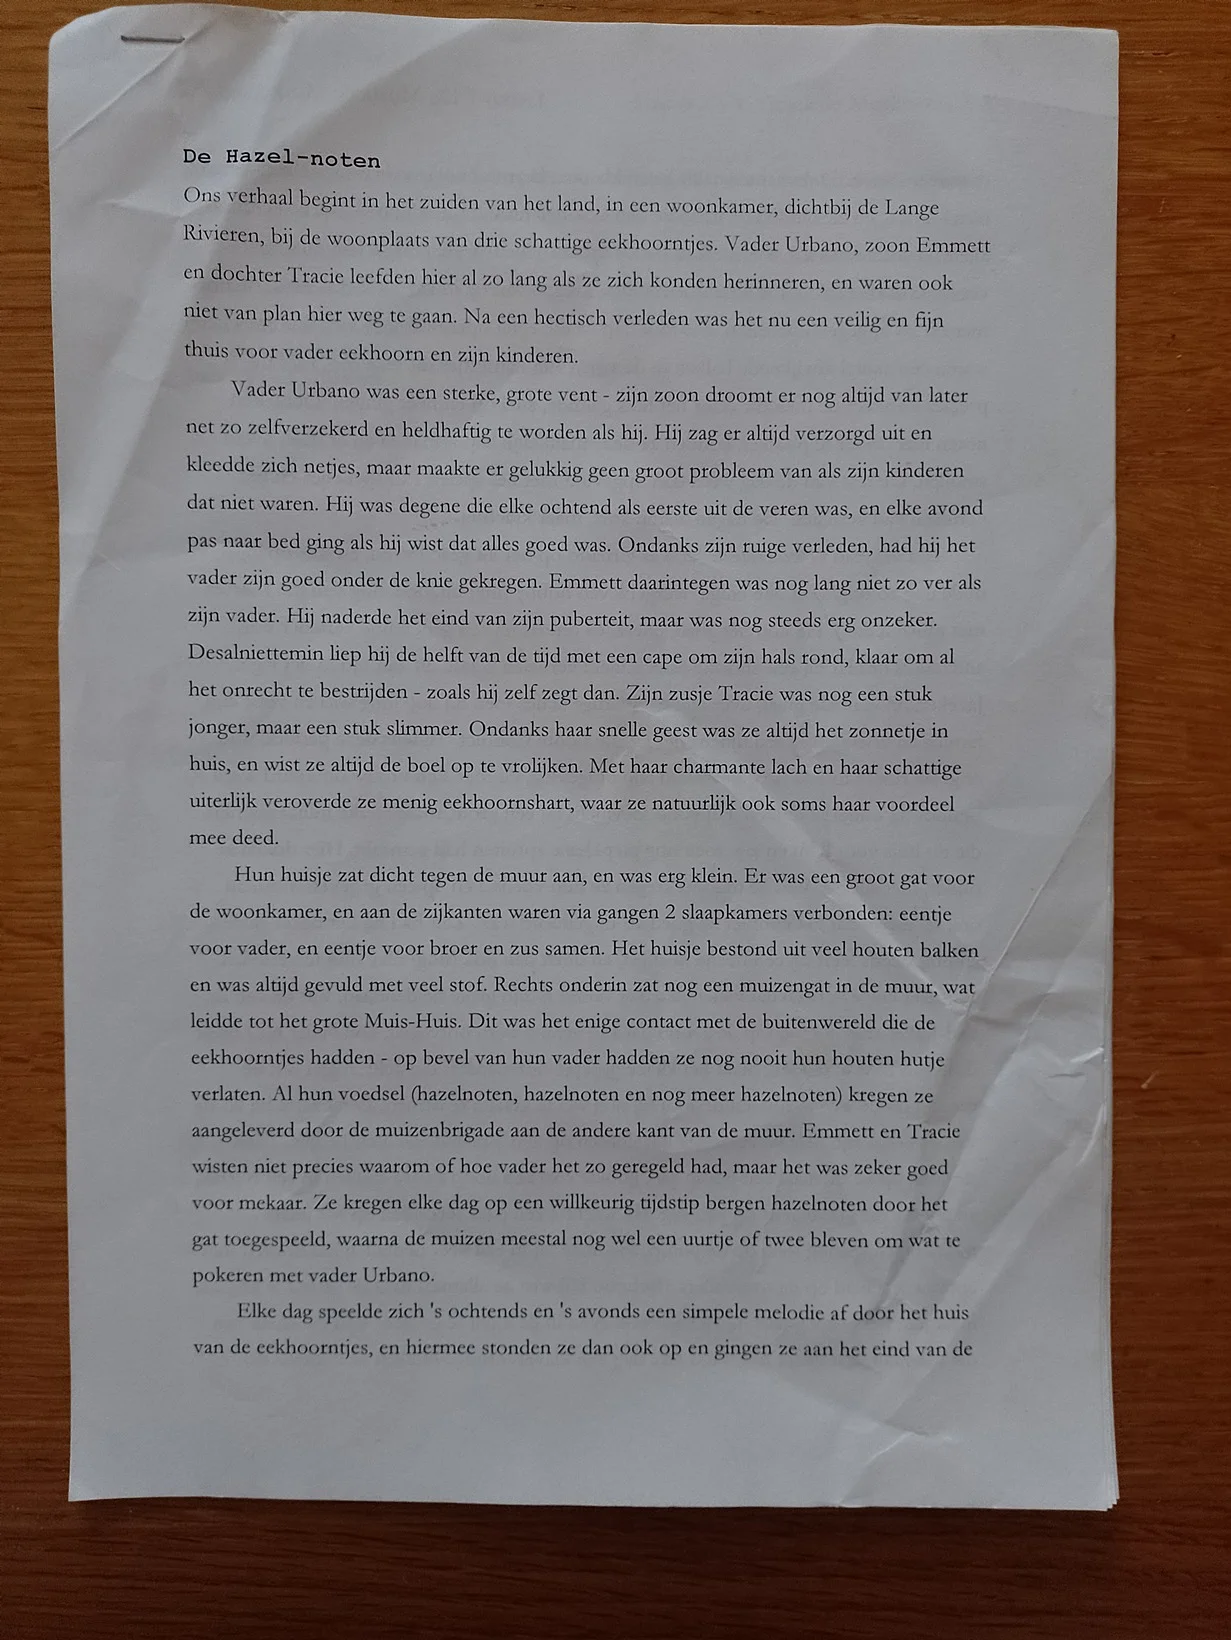 De Hazel-noten
Ons verhaal begint in het zuiden van het land, in een woonkamer, dichtbij de Lange
Rivieren, bij de woonplaats van drie schattige eekhoorntjes. Vader Urbano, zoon Emmett
en dochter Tracie leefden hier al zo lang als ze zich konden herinneren, en waren ook
niet van plan hier weg te gaan. Na een hectisch verleden was het nu een veilig en fijn
thuis voor vader eekhoorn en zijn kinderen.
Vader Urbano was een sterke, grote vent - zijn zoon droomt er nog altijd van later
net zo zelfverzekerd en heldhaftig te worden als hij. Hij zag er altijd verzorgd uit en
kleedde zich netjes, maar maakte er gelukkig geen groot probleem van als zijn kinderen
dat niet waren. Hij was degene die elke ochtend als eerste uit de veren was, en elke avond
pas naar bed ging als hij wist dat alles goed was. Ondanks zijn ruige verleden, had hij het
vader zijn goed onder de knie gekregen. Emmett daarintegen was nog lang niet zo ver als
zijn vader. Hij naderde het eind van zijn puberteit, maar was nog steeds erg onzeker.
Desalniettemin liep hij de helft van de tijd met een cape om zijn hals rond, klaar om al
het onrecht te bestrijden - zoals hij zelf zegt dan. Zijn zusje Tracie was nog een stuk
jonger, maar een stuk slimmer. Ondanks haar snelle geest was ze altijd het zonnetje in
huis, en wist ze altijd de boel op te vrolijken. Met haar charmante lach en haar schattige
uiterlijk veroverde ze menig eekhoornshart, waar ze natuurlijk ook soms haar voordeel
mee deed.
Hun huisje zat dicht tegen de muur aan, en was erg klein. Er was een groot gat voor
de woonkamer, en aan de zijkanten waren via gangen 2 slaapkamers verbonden: eentje
voor vader, en eentje voor broer en zus samen. Het huisje bestond uit veel houten balken
en was altijd gevuld met veel stof. Rechts onderin zat nog een muizengat in de muur, wat
leidde tot het grote Muis-Huis. Dit was het enige contact met de buitenwereld die de
eekhoorntjes hadden - op bevel van hun vader hadden ze nog nooit hun houten hutje
verlaten. Al hun voedsel (hazelnoten, hazelnoten en nog meer hazelnoten) kregen ze
aangeleverd door de muizenbrigade aan de andere kant van de muur. Emmett en Tracie
wisten niet precies waarom of hoe vader het zo geregeld had, maar het was zeker goed
voor mekaar. Ze kregen elke dag op een willkeurig tijdstip bergen hazelnoten door het
gat toegespeeld, waarna de muizen meestal nog wel een uurtje of twee bleven om wat te
pokeren met vader Urbano.
Elke dag speelde zich 's ochtends en 's avonds een simpele melodie af door het huis
van de eekhoorntjes, en hiermee stonden ze dan ook op en gingen ze aan het eind van de